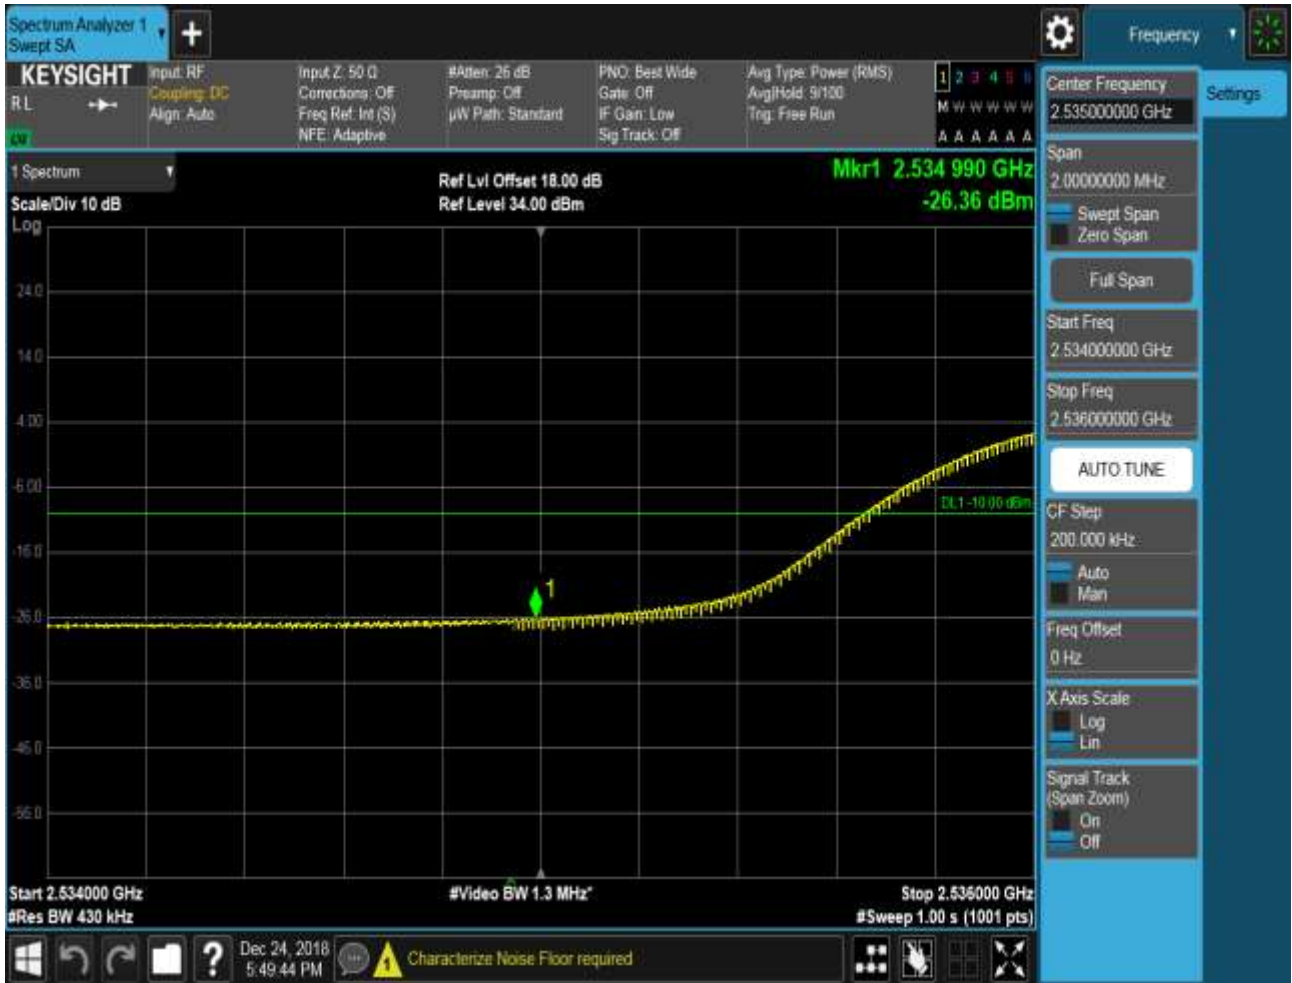 Spectrum Analyzer 1
Swept SA
+
Frequency
KEYSIGHT
RL
LXI
Input: RF
Coupling: DC
Align: Auto
Input Z: 50 Ω
Corrections: Off
Freq Ref: Int (S)
NFE: Adaptive
#Atten: 26 dB
Preamp: Off
µW Path: Standard
PNO: Best Wide
Gate: Off
IF Gain: Low
Sig Track: Off
Avg Type: Power (RMS)
Avg|Hold: 9/100
Trig: Free Run
1 2 3 4 5 6
M W W W W W
A A A A A A
1 Spectrum
Scale/Div 10 dB
Log
Ref Lvl Offset 18.00 dB
Ref Level 34.00 dBm
Mkr1 2.534 990 GHz
-26.36 dBm
24.0
14.0
4.00
-6.00
-16.0
-26.0
-36.0
-46.0
-56.0
DL1 -10.00 dBm
1
Start 2.534000 GHz
#Res BW 430 kHz
#Video BW 1.3 MHz*
Stop 2.536000 GHz
#Sweep 1.00 s (1001 pts)
Center Frequency
2.535000000 GHz
Settings
Span
2.00000000 MHz
Swept Span
Zero Span
Full Span
Start Freq
2.534000000 GHz
Stop Freq
2.536000000 GHz
AUTO TUNE
CF Step
200.000 kHz
Auto
Man
Freq Offset
0 Hz
X Axis Scale
Log
Lin
Signal Track
(Span Zoom)
On
Off
?
Dec 24, 2018
5:49:44 PM
1
Characterize Noise Floor required